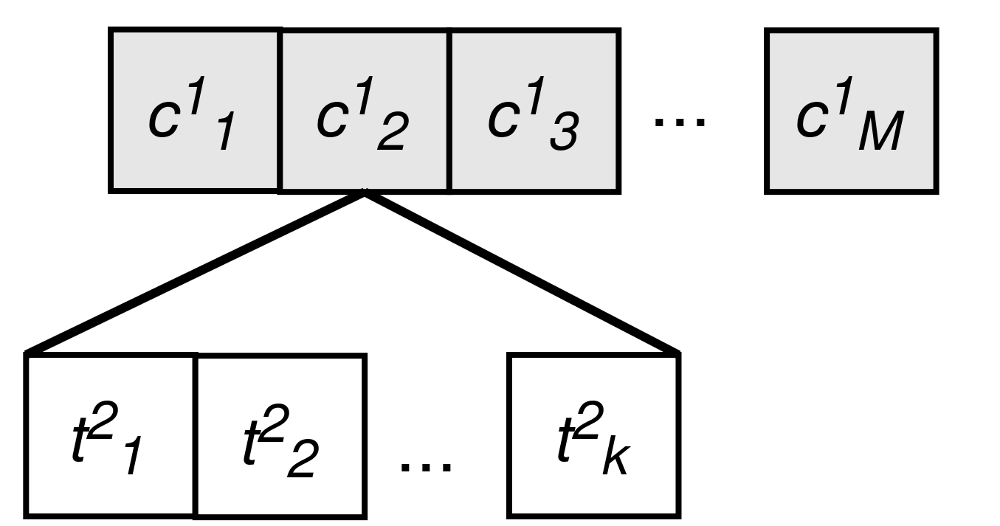 c¹₁ c¹₂ c¹₃ ... c¹M
t²₁ t²₂ ... t²ₖ